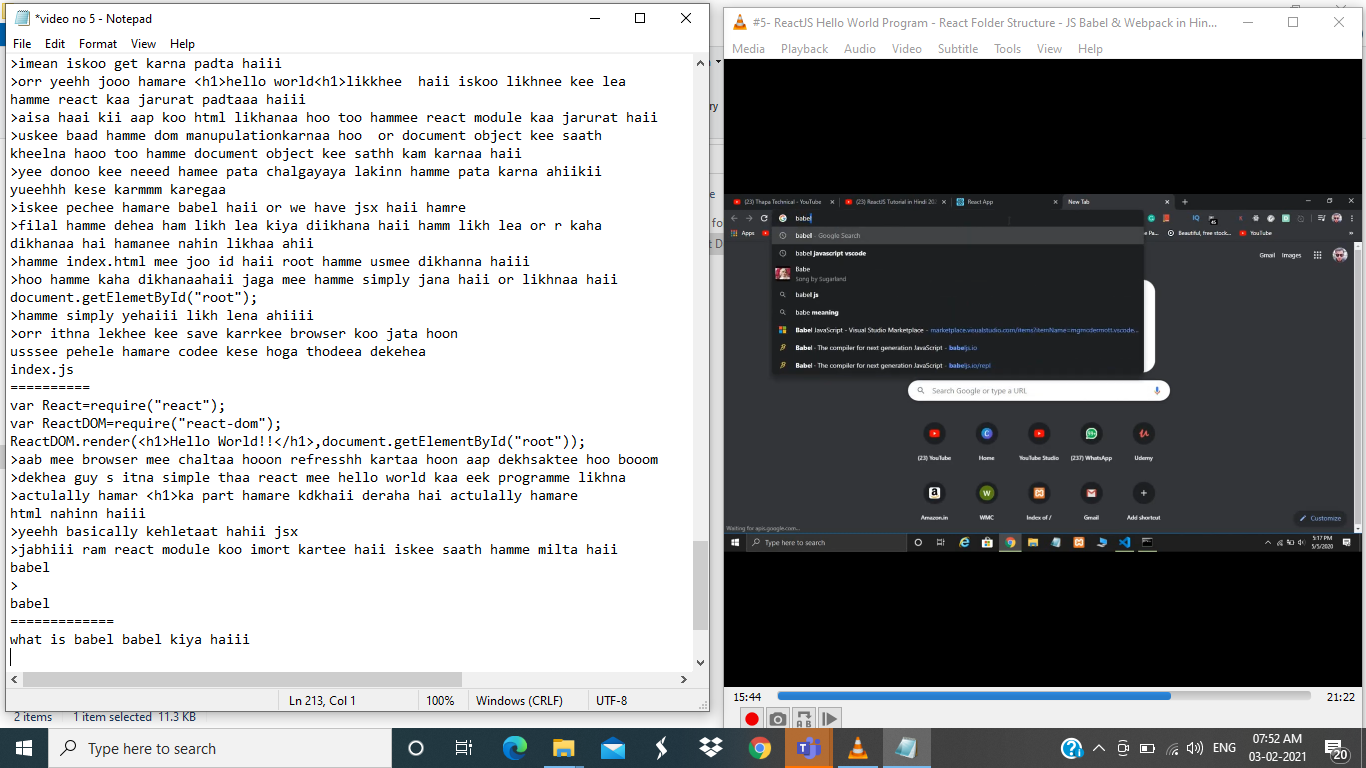 *video no 5 - Notepad
File Edit Format View Help
>imean iskoo get karna padta haiii
>orr yeehh jooo hamare <h1>hello world<h1>likkhee  haii iskoo likhnee kee lea
hamme react kaa jarurat padtaaa haiii
>aisa haai kii aap koo html likhanaa hoo too hammee react module kaa jarurat haii
>uskee baad hamme dom manupulationkarnaa hoo  or document object kee saath
kheelna haoo too hamme document object kee sathh kam karnaa haii
>yee donoo kee neeed hamee pata chalgayaya lakinn hamme pata karna ahiikii
yueehhh kese karmmm karegaa
>iskee pechee hamare babel haii or we have jsx haii hamre
>filal hamme dehea ham likh lea kiya diikhana haii hamm likh lea or r kaha
dikhanaa hai hamanee nahin likhaa ahii
>hamme index.html mee joo id haii root hamme usmee dikhanna haiii
>hoo hamme kaha dikhanaahaii jaga mee hamme simply jana haii or likhnaa haii
document.getElemetById("root");
>hamme simply yehaiii likh lena ahiiii
>orr ithna lekhee kee save karrkee browser koo jata hoon
usssee pehele hamare codee kese hoga thodeea dekehea
index.js
==========
var React=require("react");
var ReactDOM=require("react-dom");
ReactDOM.render(<h1>Hello World!!</h1>,document.getElementById("root"));
>aab mee browser mee chaltaa hooon refresshh kartaa hoon aap dekhsaktee hoo booom
>dekhea guy s itna simple thaa react mee hello world kaa eek programme likhna
>actulally hamar <h1>ka part hamare kdkhaii deraha hai actulally hamare
html nahinn haiii
>yeehh basically kehletaat hahii jsx
>jabhiii ram react module koo imort kartee haii iskee saath hamme milta haii
babel
>
babel
=============
what is babel babel kiya haiii
Ln 213, Col 1 100% Windows (CRLF) UTF-8
2 items 1 item selected 11.3 KB
#5- ReactJS Hello World Program - React Folder Structure - JS Babel & Webpack in Hin...
Media Playback Audio Video Subtitle Tools View Help
(23) Thapa Technical - YouTube (23) ReactJS Tutorial in Hindi 202 React App New Tab
babel
Apps Beautiful, free stock... YouTube
babel - Google Search
babel javascript vscode
Babe
Song by Sugarland
babel js
babe meaning
Babel JavaScript - Visual Studio Marketplace - marketplace.visualstudio.com/items?itemName=mgmcdermott.vscode...
Babel - The compiler for next generation JavaScript - babeljs.io
Babel - The compiler for next generation JavaScript - babeljs.io/repl
Gmail Images
Search Google or type a URL
(23) YouTube Home YouTube Studio (237) WhatsApp Udemy
Amazon.in WMC Index of / Gmail Add shortcut
Customize
Waiting for apis.google.com...
Type here to search
5:17 PM
5/5/2020
15:44 21:22
Type here to search
ENG
07:52 AM
03-02-2021
20